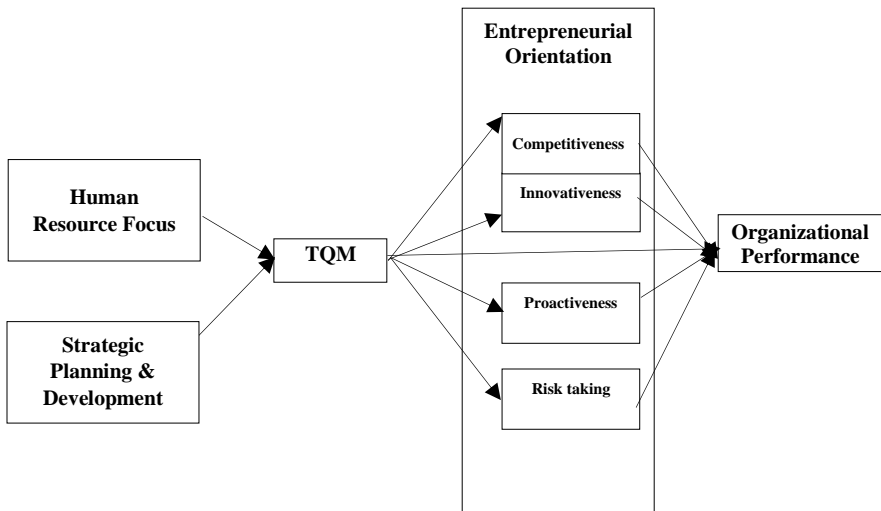 Entrepreneurial
Orientation
Competitiveness
Human
Resource Focus
Innovativeness
TQM
Organizational
Performance
Strategic
Planning &
Development
Proactiveness
Risk taking